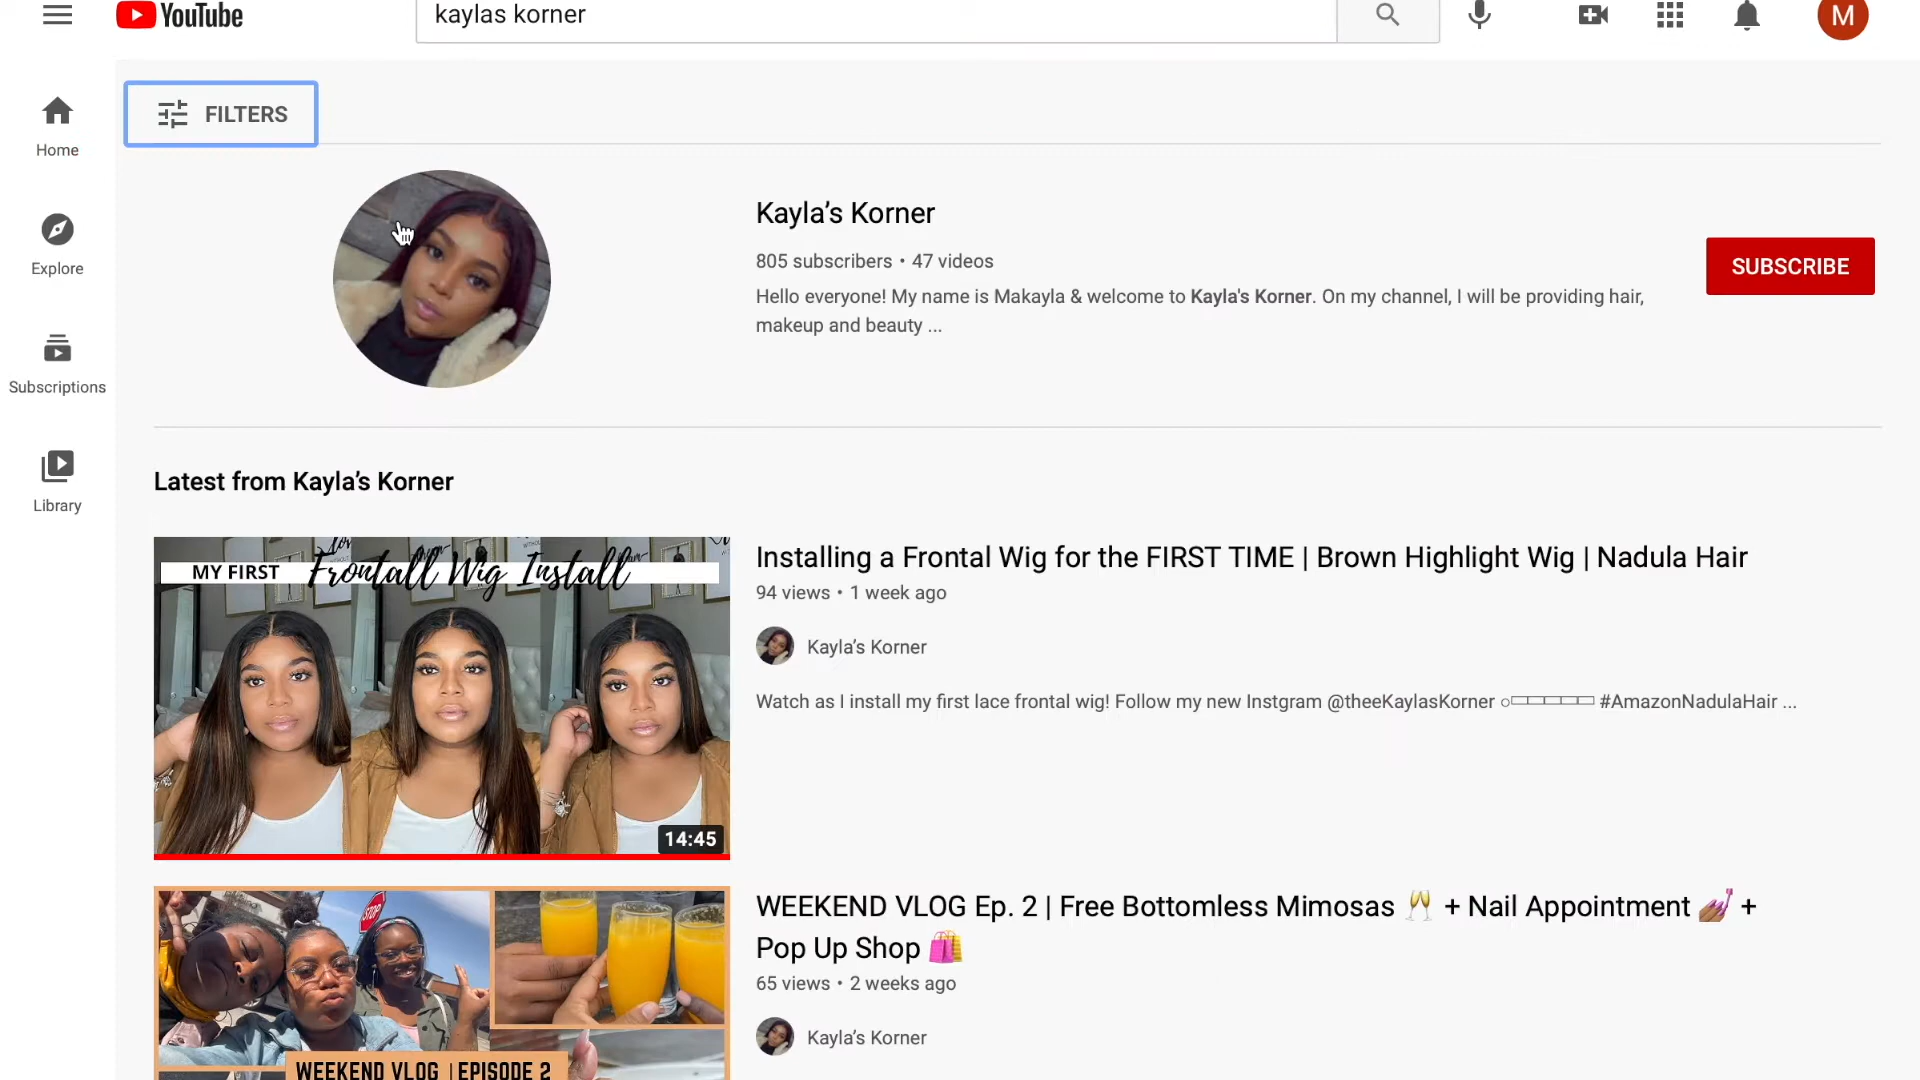 YouTube
kaylas korner
M
FILTERS
Home
Explore
Subscriptions
Library
Kayla’s Korner
805 subscribers • 47 videos
Hello everyone! My name is Makayla & welcome to Kayla's Korner. On my channel, I will be providing hair,
makeup and beauty ...
SUBSCRIBE
Latest from Kayla’s Korner
MY FIRST Frontall Wig Install
14:45
Installing a Frontal Wig for the FIRST TIME | Brown Highlight Wig | Nadula Hair
94 views • 1 week ago
Kayla’s Korner
Watch as I install my first lace frontal wig! Follow my new Instgram @theeKaylasKorner #AmazonNadulaHair ...
STOP
WEEKEND VLOG | EPISODE 2
WEEKEND VLOG Ep. 2 | Free Bottomless Mimosas 🥂 + Nail Appointment 💅🏽 +
Pop Up Shop 🛍️
65 views • 2 weeks ago
Kayla’s Korner